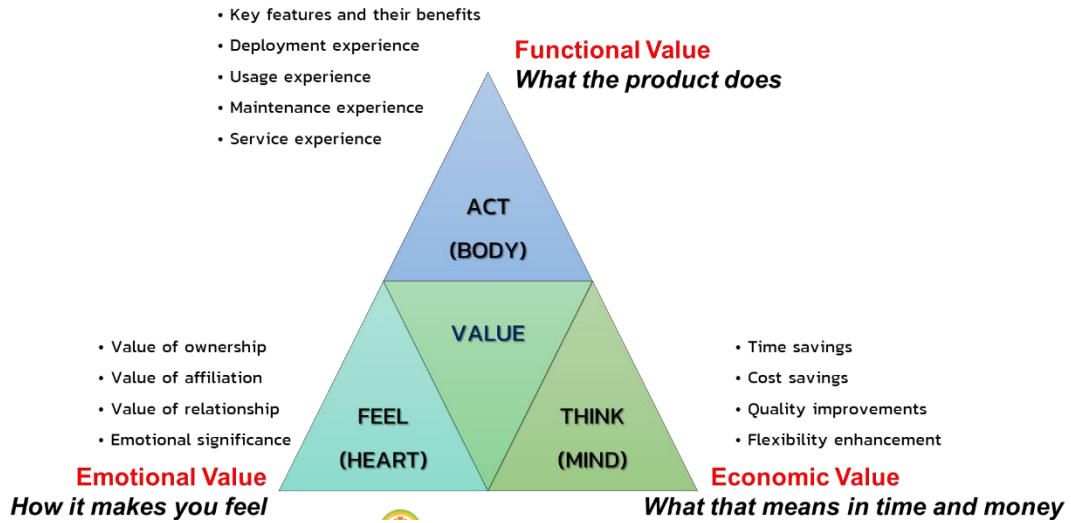 • Key features and their benefits
• Deployment experience
• Usage experience
• Maintenance experience
• Service experience
Functional Value
What the product does
ACT
(BODY)
VALUE
• Value of ownership
• Value of affiliation
• Value of relationship
• Emotional significance
FEEL
(HEART)
THINK
(MIND)
• Time savings
• Cost savings
• Quality improvements
• Flexibility enhancement
Emotional Value
How it makes you feel
Economic Value
What that means in time and money